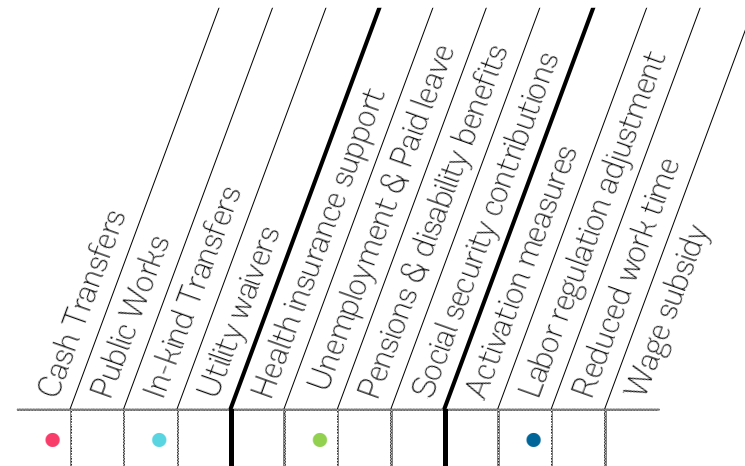 Cash Transfers
Public Works
In-kind Transfers
Utility waivers
Health insurance support
Unemployment & Paid leave
Pensions & disability benefits
Social security contributions
Activation measures
Labor regulation adjustment
Reduced work time
Wage subsidy